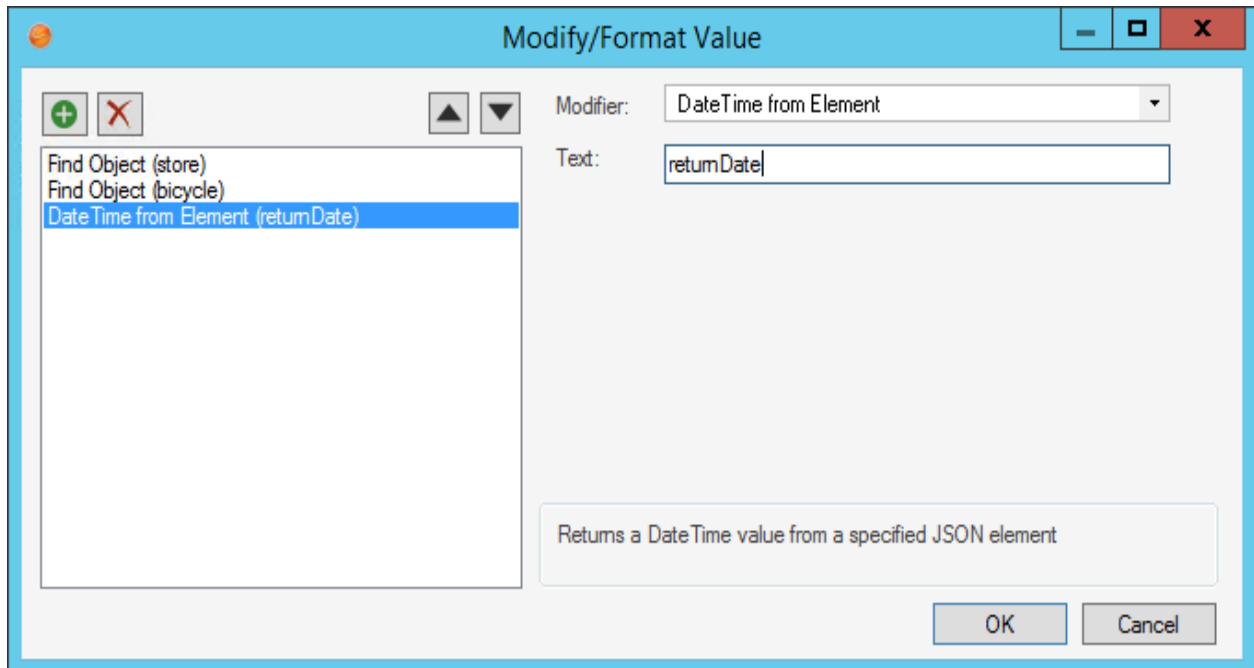 Modify/Format Value
Modifier:
DateTime from Element
Text:
returnDate
Find Object (store)
Find Object (bicycle)
DateTime from Element (returnDate)
Returns a DateTime value from a specified JSON element
OK
Cancel